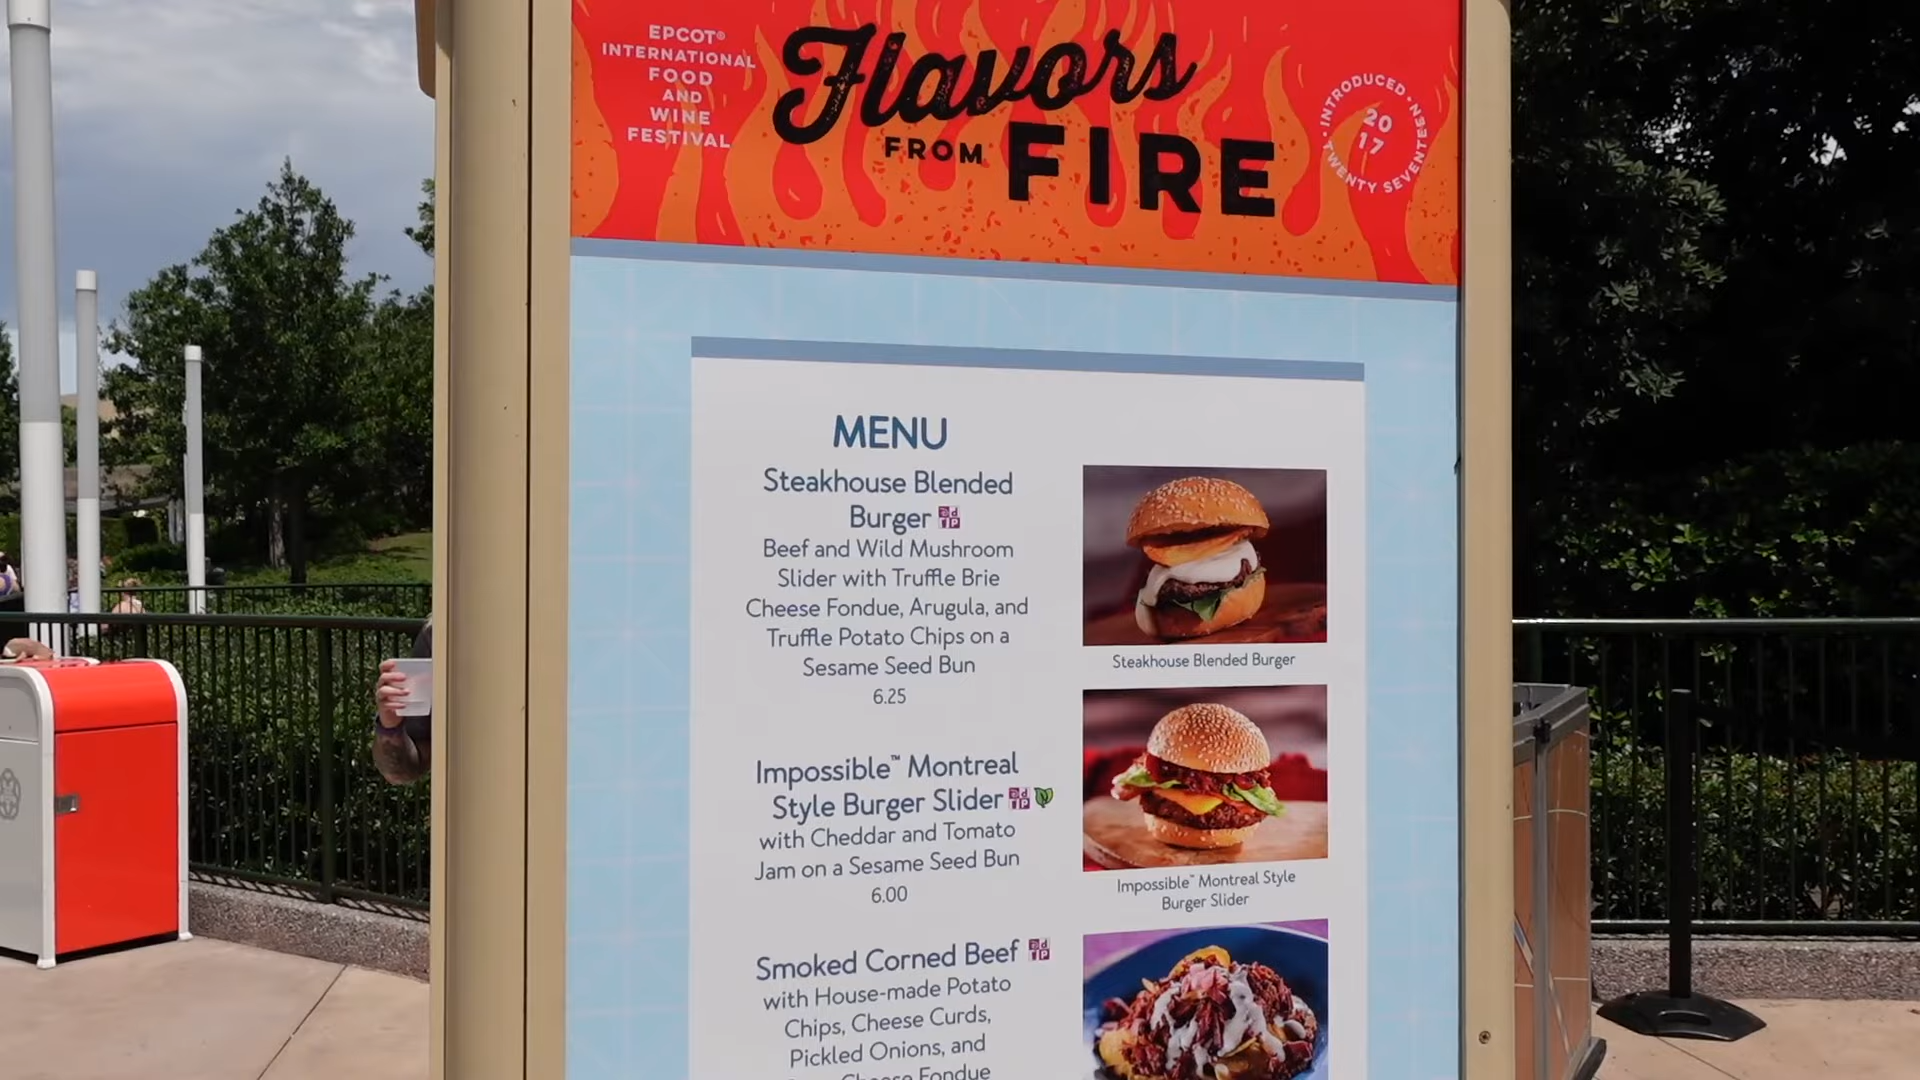 EPCOT®
INTERNATIONAL
FOOD
AND
WINE
FESTIVAL
Flavors
FROM FIRE
INTRODUCED
20
17
TWENTY SEVENTEEN
MENU
Steakhouse Blended
Burger
Beef and Wild Mushroom
Slider with Truffle Brie
Cheese Fondue, Arugula, and
Truffle Potato Chips on a
Sesame Seed Bun
6.25
Steakhouse Blended Burger
Impossible™ Montreal
Style Burger Slider
with Cheddar and Tomato
Jam on a Sesame Seed Bun
6.00
Impossible™ Montreal Style
Burger Slider
Smoked Corned Beef
with House-made Potato
Chips, Cheese Curds,
Pickled Onions, and
Cheese Fondue